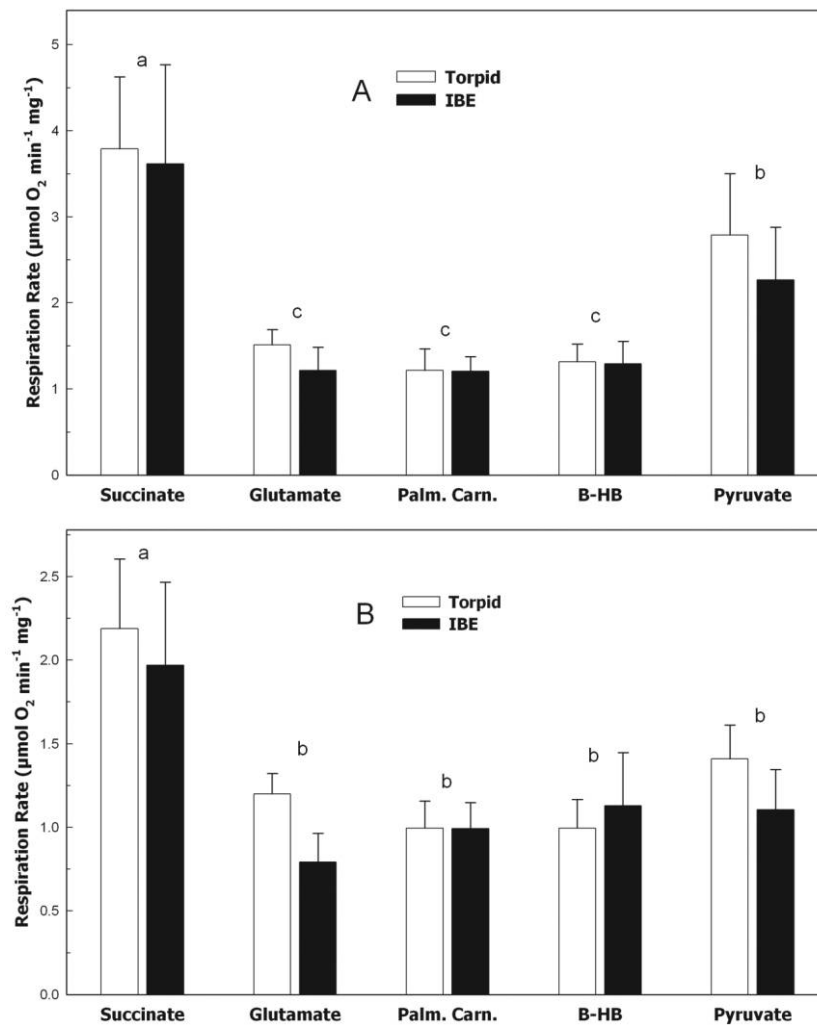 Respiration Rate (µmol O₂ min⁻¹ mg⁻¹)
5
4
3
2
1
0
A
Torpid
IBE
a
c
c
c
b
Succinate Glutamate Palm. Carn. B-HB Pyruvate
Respiration Rate (µmol O₂ min⁻¹ mg⁻¹)
2.5
2.0
1.5
1.0
0.5
0.0
B
Torpid
IBE
a
b
b
b
b
Succinate Glutamate Palm. Carn. B-HB Pyruvate